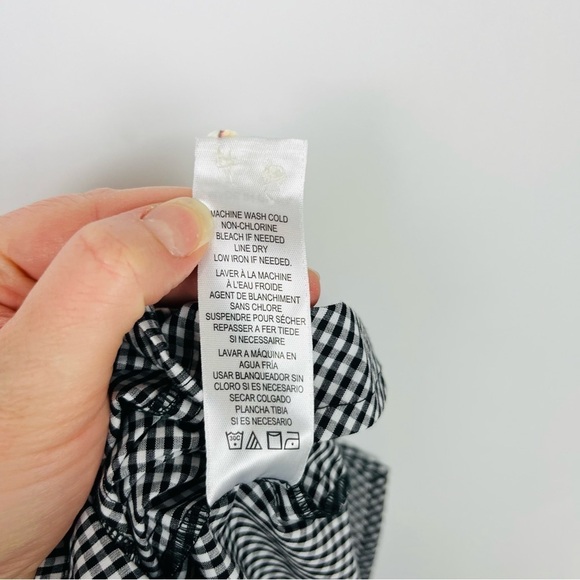 MACHINE WASH COLD
NON-CHLORINE
BLEACH IF NEEDED
LINE DRY
LOW IRON IF NEEDED.
LAVER À LA MACHINE
À L'EAU FROIDE
AGENT DE BLANCHIMENT
SANS CHLORE
SUSPENDRE POUR SÉCHER
REPASSER A FER TIEDE
SI NECESSAIRE
LAVAR A MÁQUINA EN
AGUA FRÍA
USAR BLANQUEADOR SIN
CLORO SI ES NECESARIO
SECAR COLGADO
PLANCHA TIBIA
SI ES NECESARIO
30C